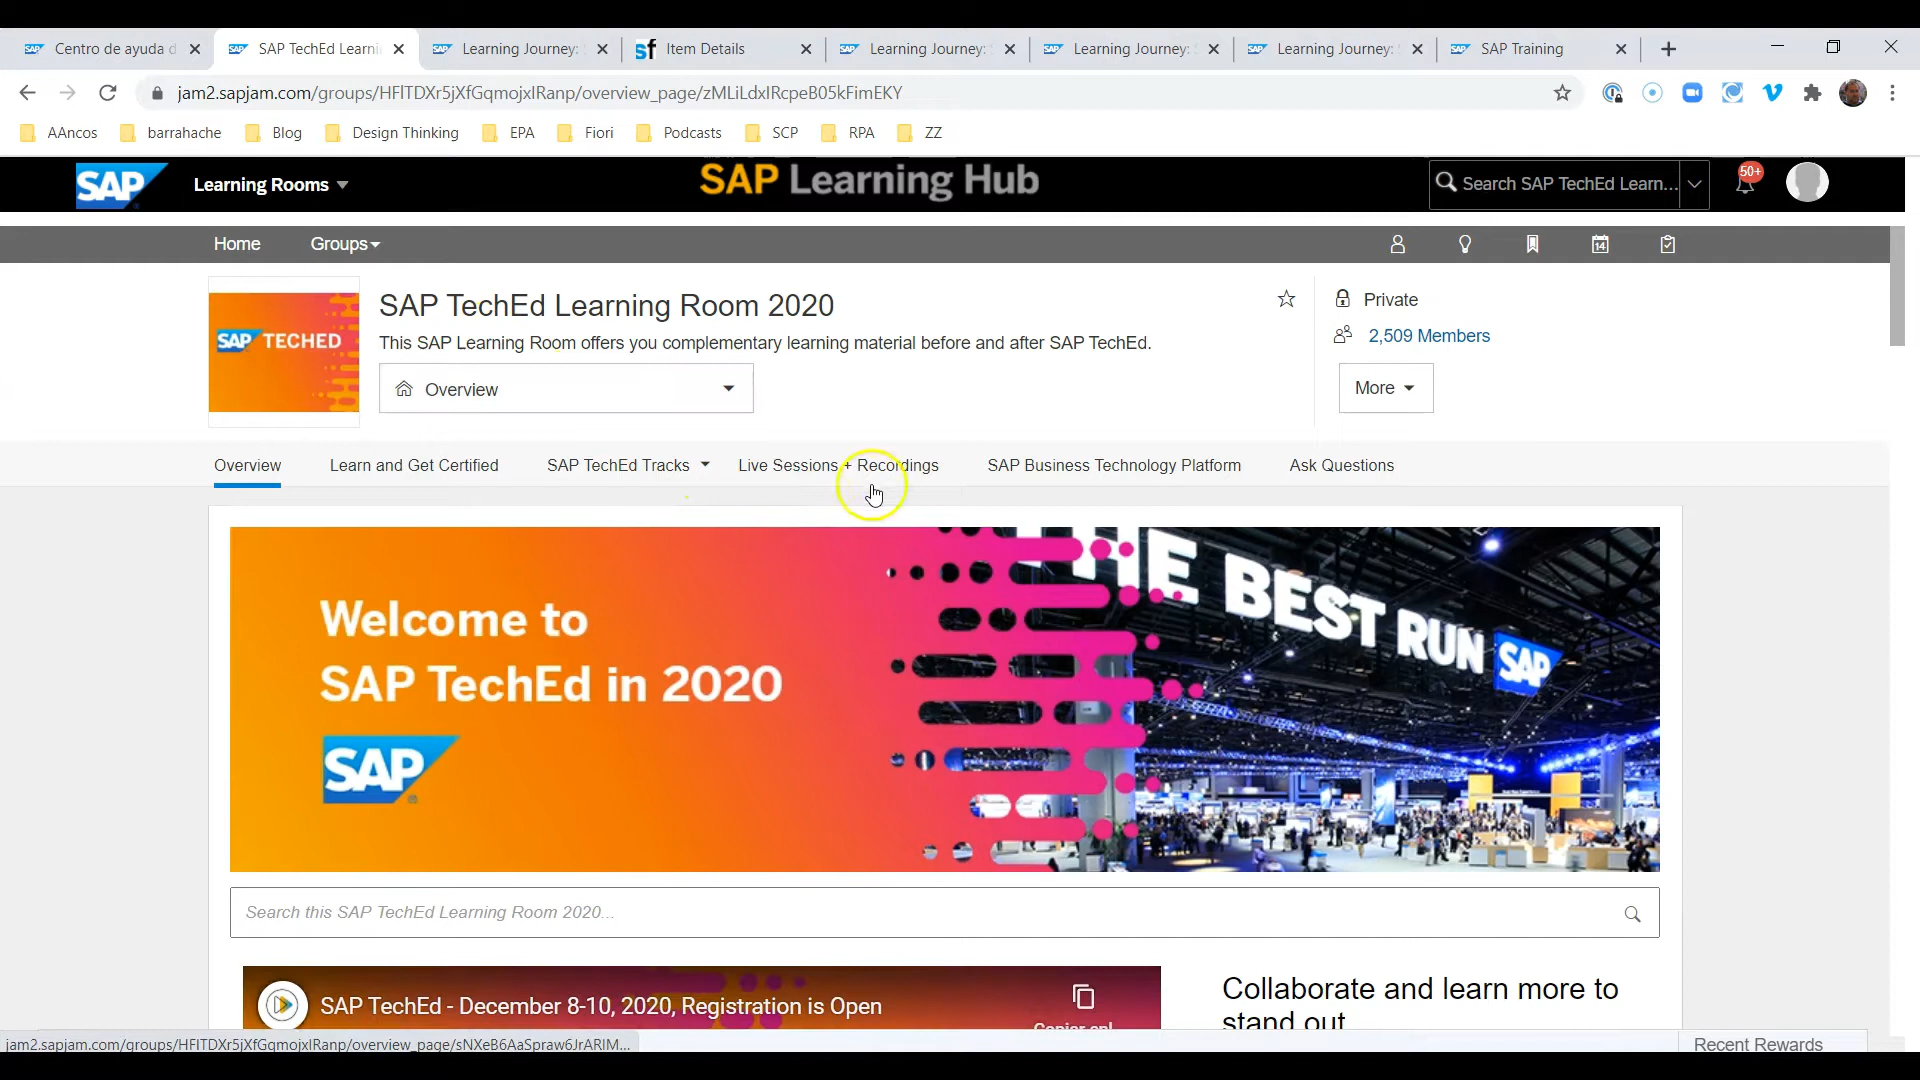 Centro de ayuda d
SAP TechEd Learni
Learning Journey:
sf Item Details
Learning Journey:
Learning Journey:
Learning Journey:
SAP Training
jam2.sapjam.com/groups/HFlTDXr5jXfGqmojxlRanp/overview_page/zMLiLdxlRcpeB05kFimEKY
AAncos
barrahache
Blog
Design Thinking
EPA
Fiori
Podcasts
SCP
RPA
ZZ
SAP
Learning Rooms
SAP Learning Hub
Search SAP TechEd Learn...
50+
Home
Groups
14
SAP TECHED
SAP TechEd Learning Room 2020
This SAP Learning Room offers you complementary learning material before and after SAP TechEd.
Overview
Private
2,509 Members
More
Overview
Learn and Get Certified
SAP TechEd Tracks
Live Sessions + Recordings
SAP Business Technology Platform
Ask Questions
Welcome to
SAP TechEd in 2020
SAP
THE BEST RUN SAP
Search this SAP TechEd Learning Room 2020...
SAP TechEd - December 8-10, 2020, Registration is Open
Collaborate and learn more to
stand out
jam2.sapjam.com/groups/HFlTDXr5jXfGqmojxlRanp/overview_page/sNXeB6AaSpraw6JrARIM...
Recent Rewards